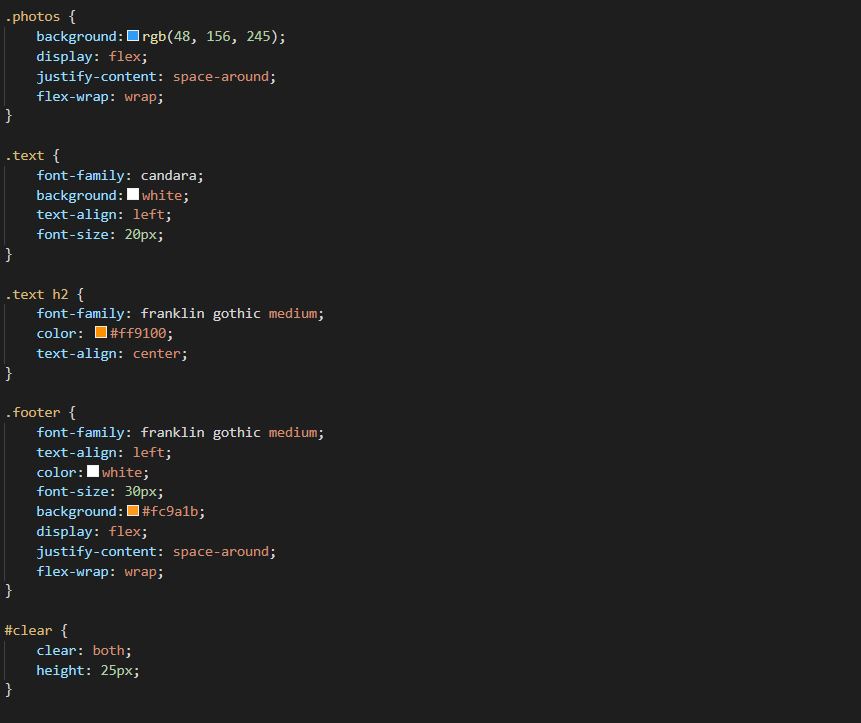 .photos {
    background: rgb(48, 156, 245);
    display: flex;
    justify-content: space-around;
    flex-wrap: wrap;
}

.text {
    font-family: candara;
    background: white;
    text-align: left;
    font-size: 20px;
}

.text h2 {
    font-family: franklin gothic medium;
    color: #ff9100;
    text-align: center;
}

.footer {
    font-family: franklin gothic medium;
    text-align: left;
    color: white;
    font-size: 30px;
    background: #fc9a1b;
    display: flex;
    justify-content: space-around;
    flex-wrap: wrap;
}

#clear {
    clear: both;
    height: 25px;
}